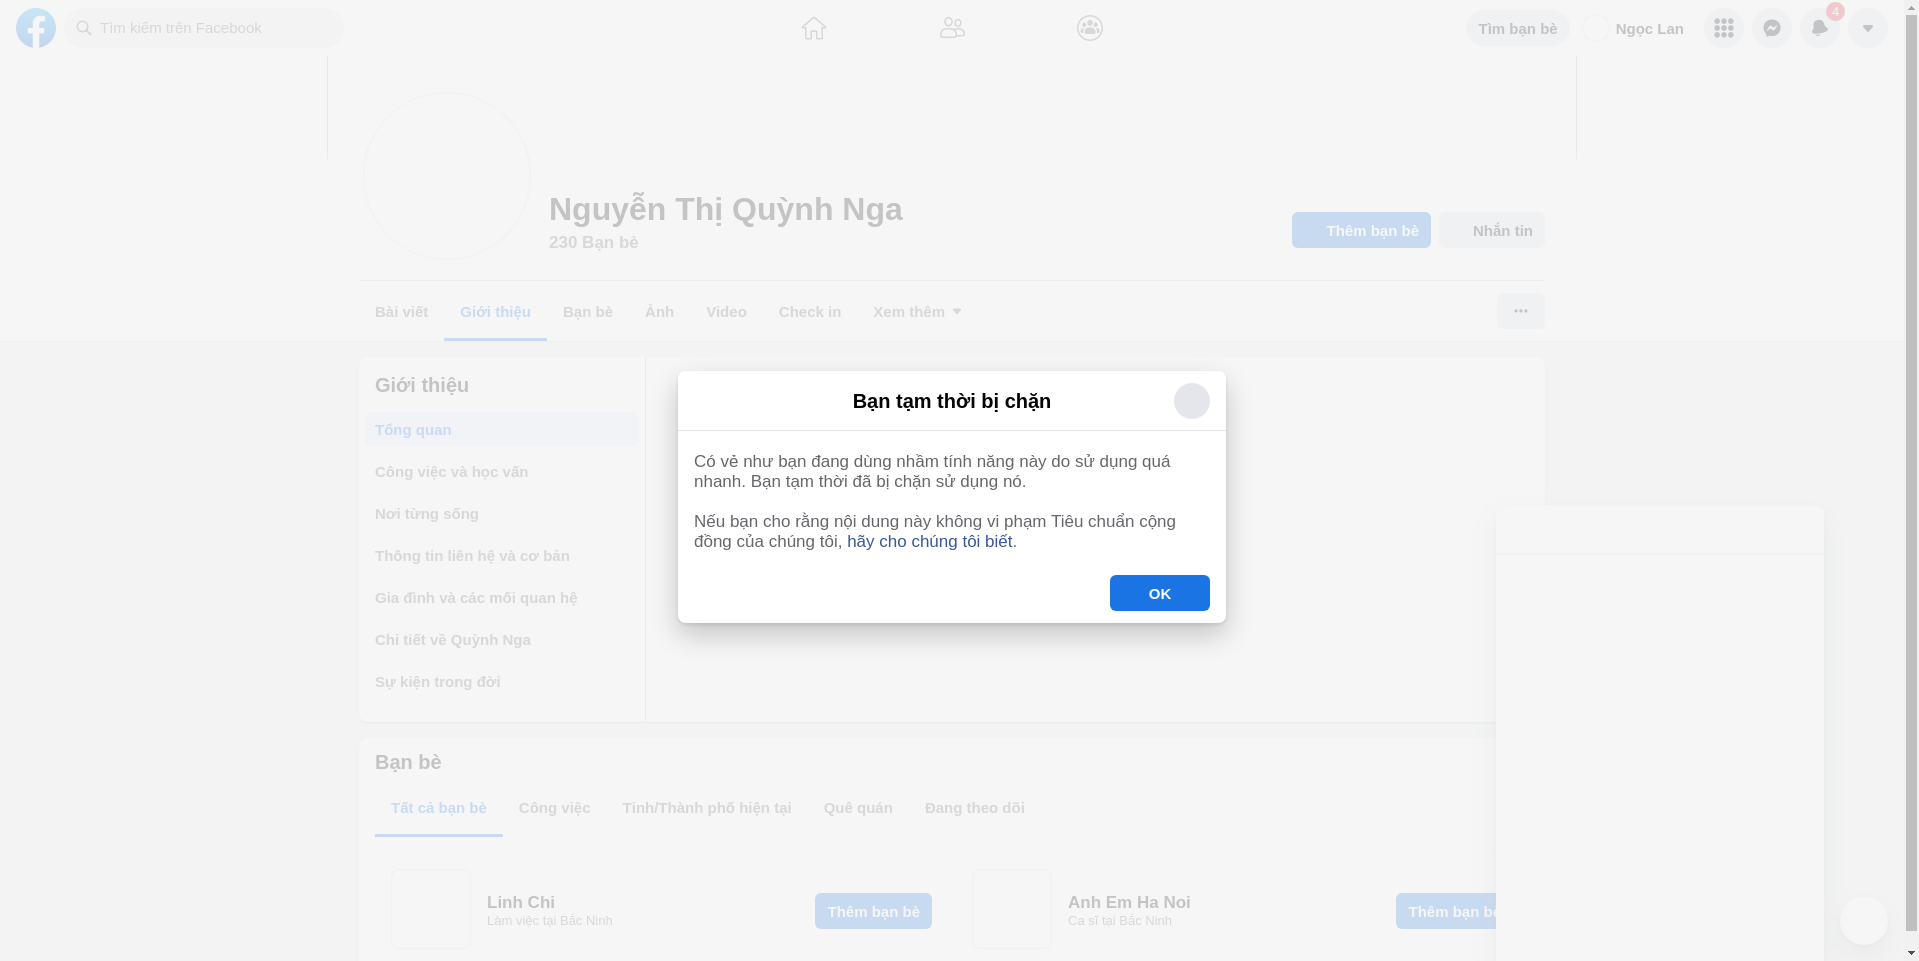 Tìm kiếm trên Facebook
Tìm bạn bè
Ngọc Lan
4
Nguyễn Thị Quỳnh Nga
230 Bạn bè
Thêm bạn bè
Nhắn tin
Bài viết
Giới thiệu
Bạn bè
Ảnh
Video
Check in
Xem thêm
Giới thiệu
Tổng quan
Công việc và học vấn
Nơi từng sống
Thông tin liên hệ và cơ bản
Gia đình và các mối quan hệ
Chi tiết về Quỳnh Nga
Sự kiện trong đời
Bạn tạm thời bị chặn
Có vẻ như bạn đang dùng nhầm tính năng này do sử dụng quá
nhanh. Bạn tạm thời đã bị chặn sử dụng nó.
Nếu bạn cho rằng nội dung này không vi phạm Tiêu chuẩn cộng
đồng của chúng tôi, hãy cho chúng tôi biết.
OK
Bạn bè
Tất cả bạn bè
Công việc
Tỉnh/Thành phố hiện tại
Quê quán
Đang theo dõi
Linh Chi
Làm việc tại Bắc Ninh
Thêm bạn bè
Anh Em Ha Noi
Ca sĩ tại Bắc Ninh
Thêm bạn bè